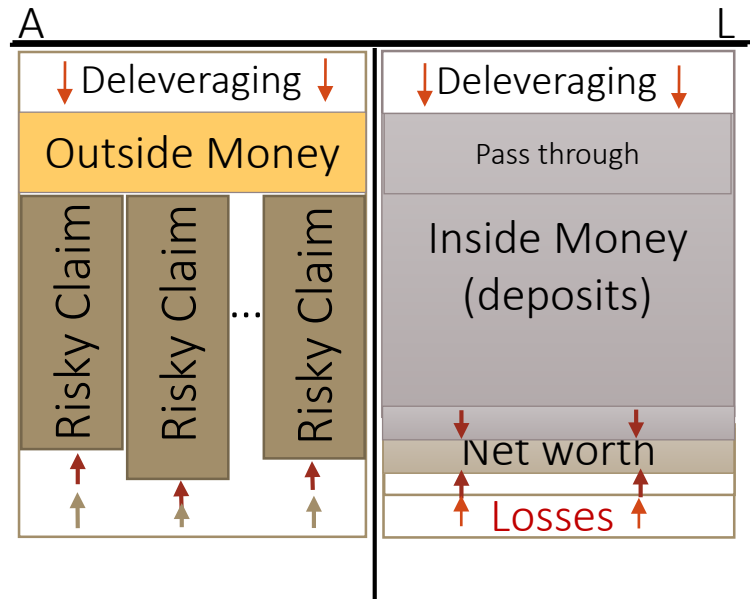 A
L
Deleveraging
Deleveraging
Outside Money
Pass through
Risky Claim
Risky Claim
...
Risky Claim
Inside Money
(deposits)
Net worth
Losses